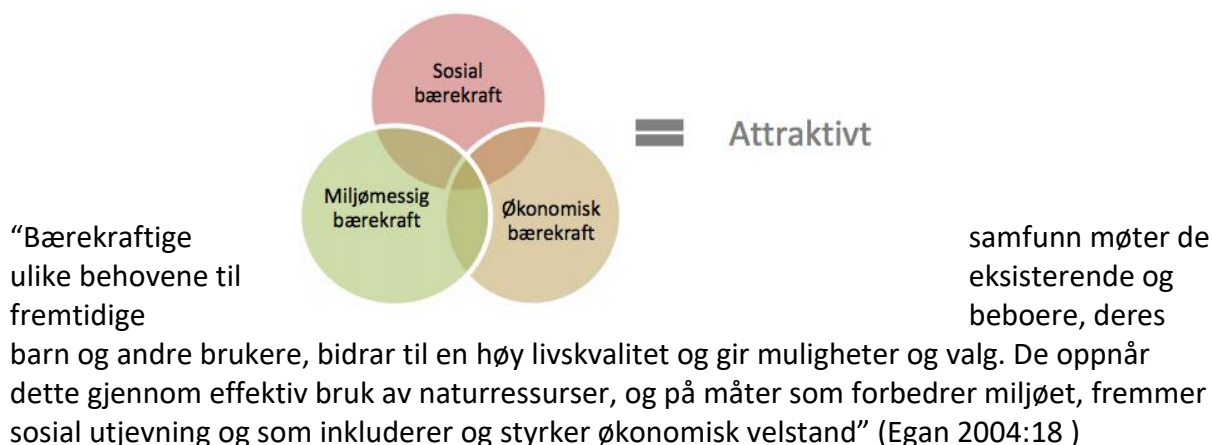 Sosial
bærekraft
Attraktivt
Miljømessig
bærekraft
Økonomisk
bærekraft
“Bærekraftige samfunn møter de
ulike behovene til eksisterende og
fremtidige beboere, deres
barn og andre brukere, bidrar til en høy livskvalitet og gir muligheter og valg. De oppnår
dette gjennom effektiv bruk av naturressurser, og på måter som forbedrer miljøet, fremmer
sosial utjevning og som inkluderer og styrker økonomisk velstand” (Egan 2004:18 )